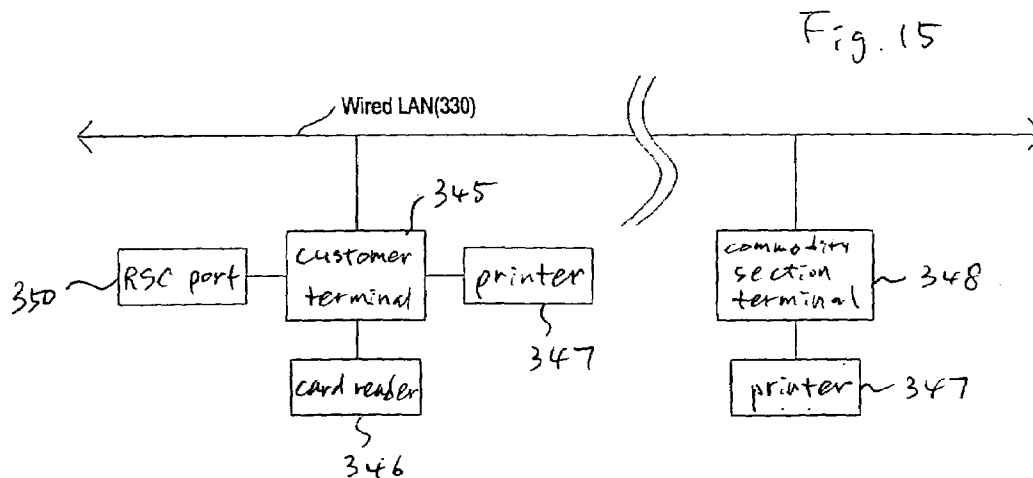 Fig. 15
Wired LAN(330)
345
350
RSC port
customer
terminal
printer
347
card reader
346
commodity
section
terminal
348
printer
347